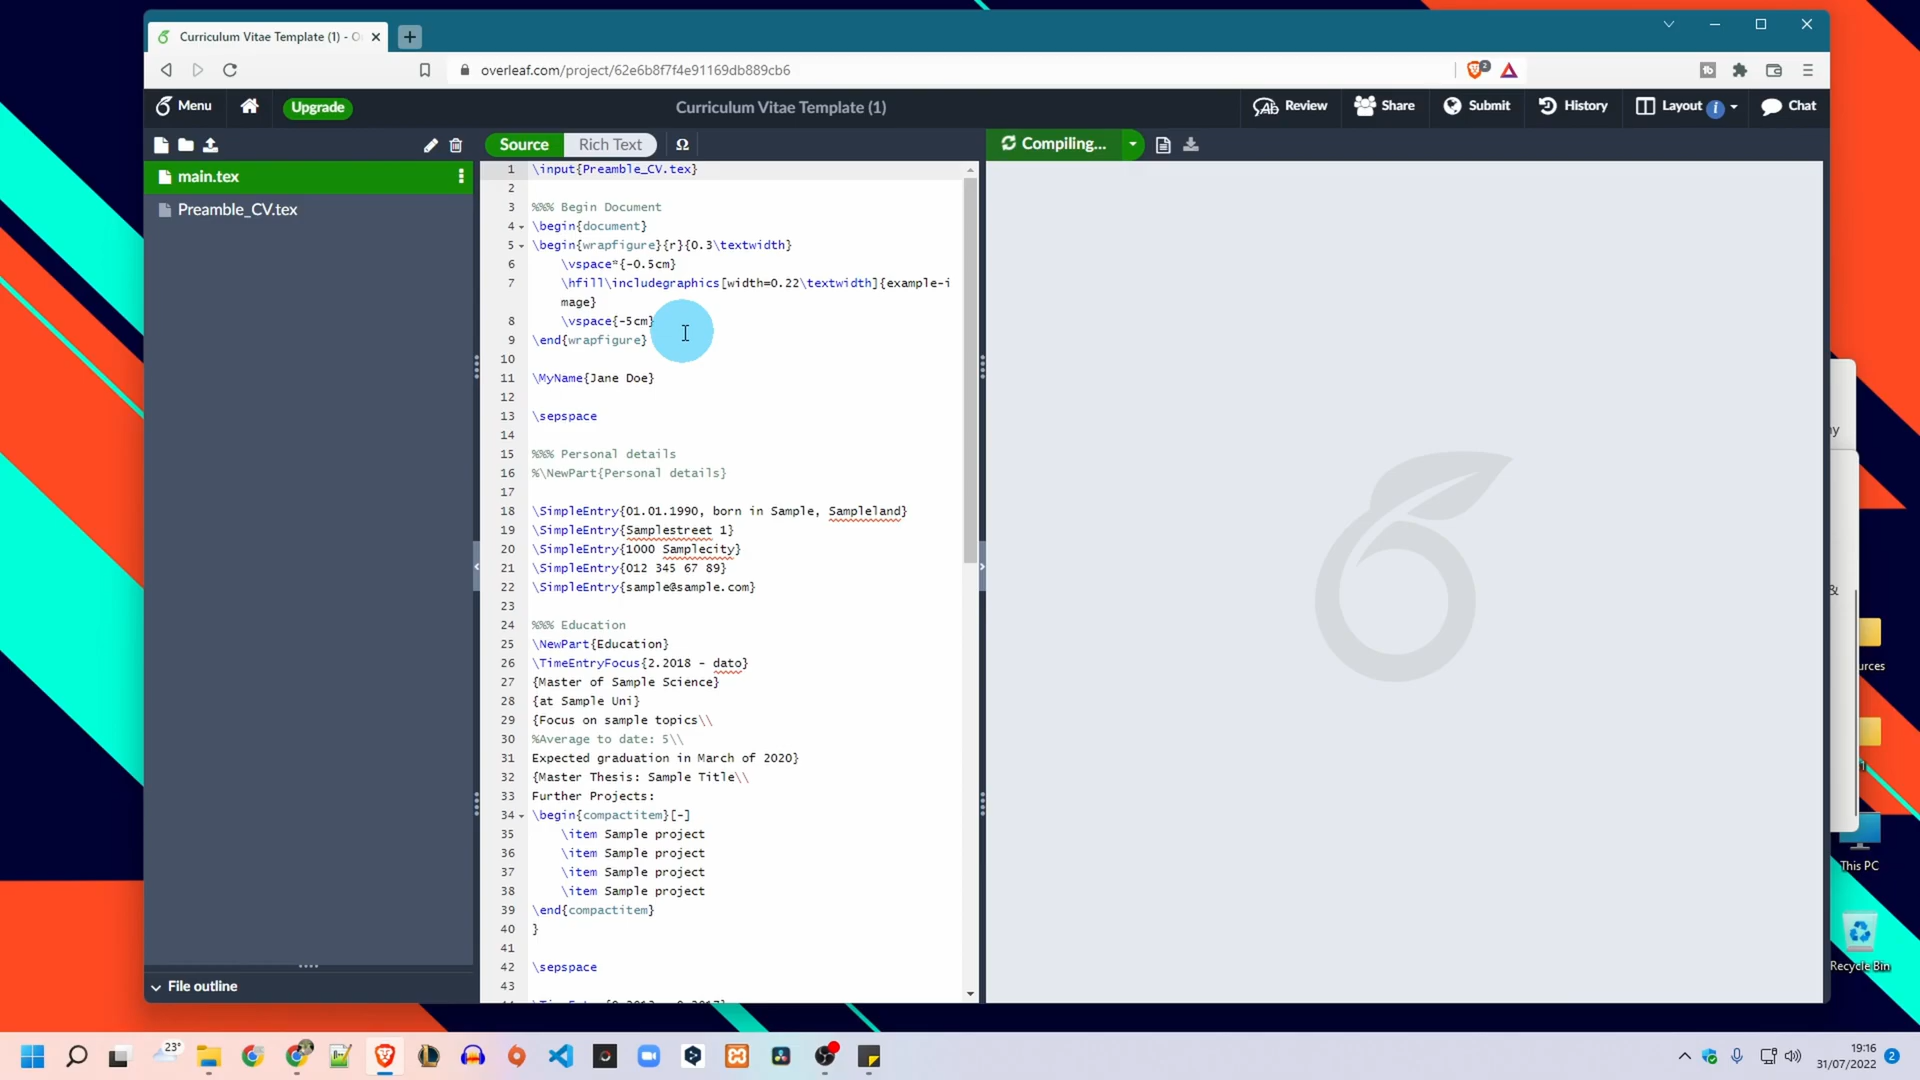 Curriculum Vitae Template (1) - O
overleaf.com/project/62e6b8f7f4e91169db889cb6
2
Menu
Upgrade
Curriculum Vitae Template (1)
Review
Share
Submit
History
Layout
Chat
Source
Rich Text
Ω
Compiling...
main.tex
Preamble_CV.tex
1 \input{Preamble_CV.tex}
2
3 %%% Begin Document
4 \begin{document}
5 \begin{wrapfigure}{r}{0.3\textwidth}
6 \vspace*{-0.5cm}
7 \hfill\includegraphics[width=0.22\textwidth]{example-i
mage}
8 \vspace{-5cm}
9 \end{wrapfigure}
10
11 \MyName{Jane Doe}
12
13 \sepspace
14
15 %%% Personal details
16 %\NewPart{Personal details}
17
18 \SimpleEntry{01.01.1990, born in Sample, Sampleland}
19 \SimpleEntry{Samplestreet 1}
20 \SimpleEntry{1000 Samplecity}
21 \SimpleEntry{012 345 67 89}
22 \SimpleEntry{sample@sample.com}
23
24 %%% Education
25 \NewPart{Education}
26 \TimeEntryFocus{2.2018 - dato}
27 {Master of Sample Science}
28 {at Sample Uni}
29 {Focus on sample topics\\
30 %Average to date: 5\\
31 Expected graduation in March of 2020}
32 {Master Thesis: Sample Title\\
33 Further Projects:
34 \begin{compactitem}[-]
35 \item Sample project
36 \item Sample project
37 \item Sample project
38 \item Sample project
39 \end{compactitem}
40 }
41
42 \sepspace
43
File outline
ny
&
urces
This PC
Recycle Bin
23°
19:16
31/07/2022
2